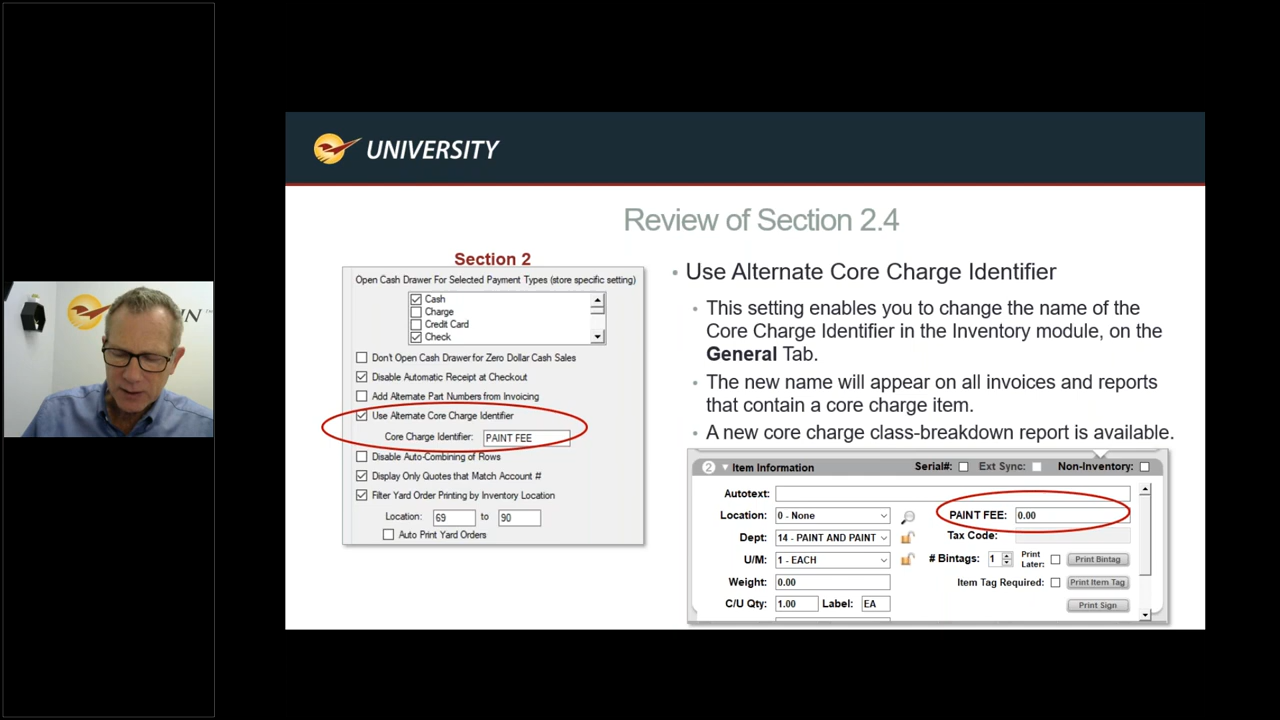 UNIVERSITY
Review of Section 2.4
Section 2
Open Cash Drawer For Selected Payment Types (store specific setting)
Cash
Charge
Credit Card
Check
Don't Open Cash Drawer for Zero Dollar Cash Sales
Disable Automatic Receipt at Checkout
Add Alternate Part Numbers from Invoicing
Use Alternate Core Charge Identifier
Core Charge Identifier: PAINT FEE
Disable Auto-Combining of Rows
Display Only Quotes that Match Account #
Filter Yard Order Printing by Inventory Location
Location: 69 to 90
Auto Print Yard Orders
• Use Alternate Core Charge Identifier
• This setting enables you to change the name of the
Core Charge Identifier in the Inventory module, on the
General Tab.
• The new name will appear on all invoices and reports
that contain a core charge item.
• A new core charge class-breakdown report is available.
2 Item Information Serial#: Ext Sync: Non-Inventory:
Autotext:
Location: 0 - None PAINT FEE: 0.00
Dept: 14 - PAINT AND PAINT Tax Code:
U/M: 1 - EACH # Bintags: 1 Print Later: Print Bintag
Weight: 0.00 Item Tag Required: Print Item Tag
C/U Qty: 1.00 Label: EA Print Sign